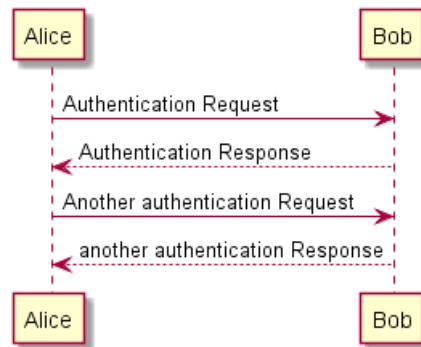 Alice Bob
Authentication Request
Authentication Response
Another authentication Request
another authentication Response
Alice Bob